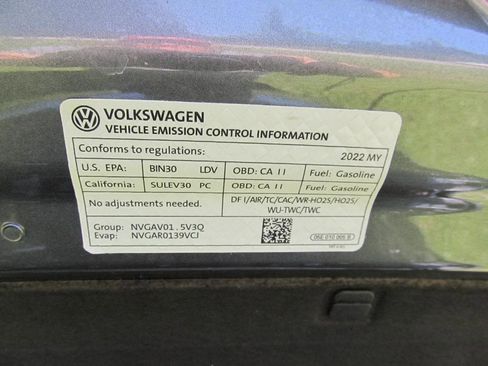 VOLKSWAGEN
VEHICLE EMISSION CONTROL INFORMATION
Conforms to regulations: 2022 MY
U.S. EPA: BIN30 LDV OBD: CA II Fuel: Gasoline
California: SULEV30 PC OBD: CA II Fuel: Gasoline
No adjustments needed. DFI/AIR/TC/CAC/WR-HO2S/HO2S/
WU-TWC/TWC
Group: NVGAV01.5V3Q
Evap: NVGAR0139VCJ